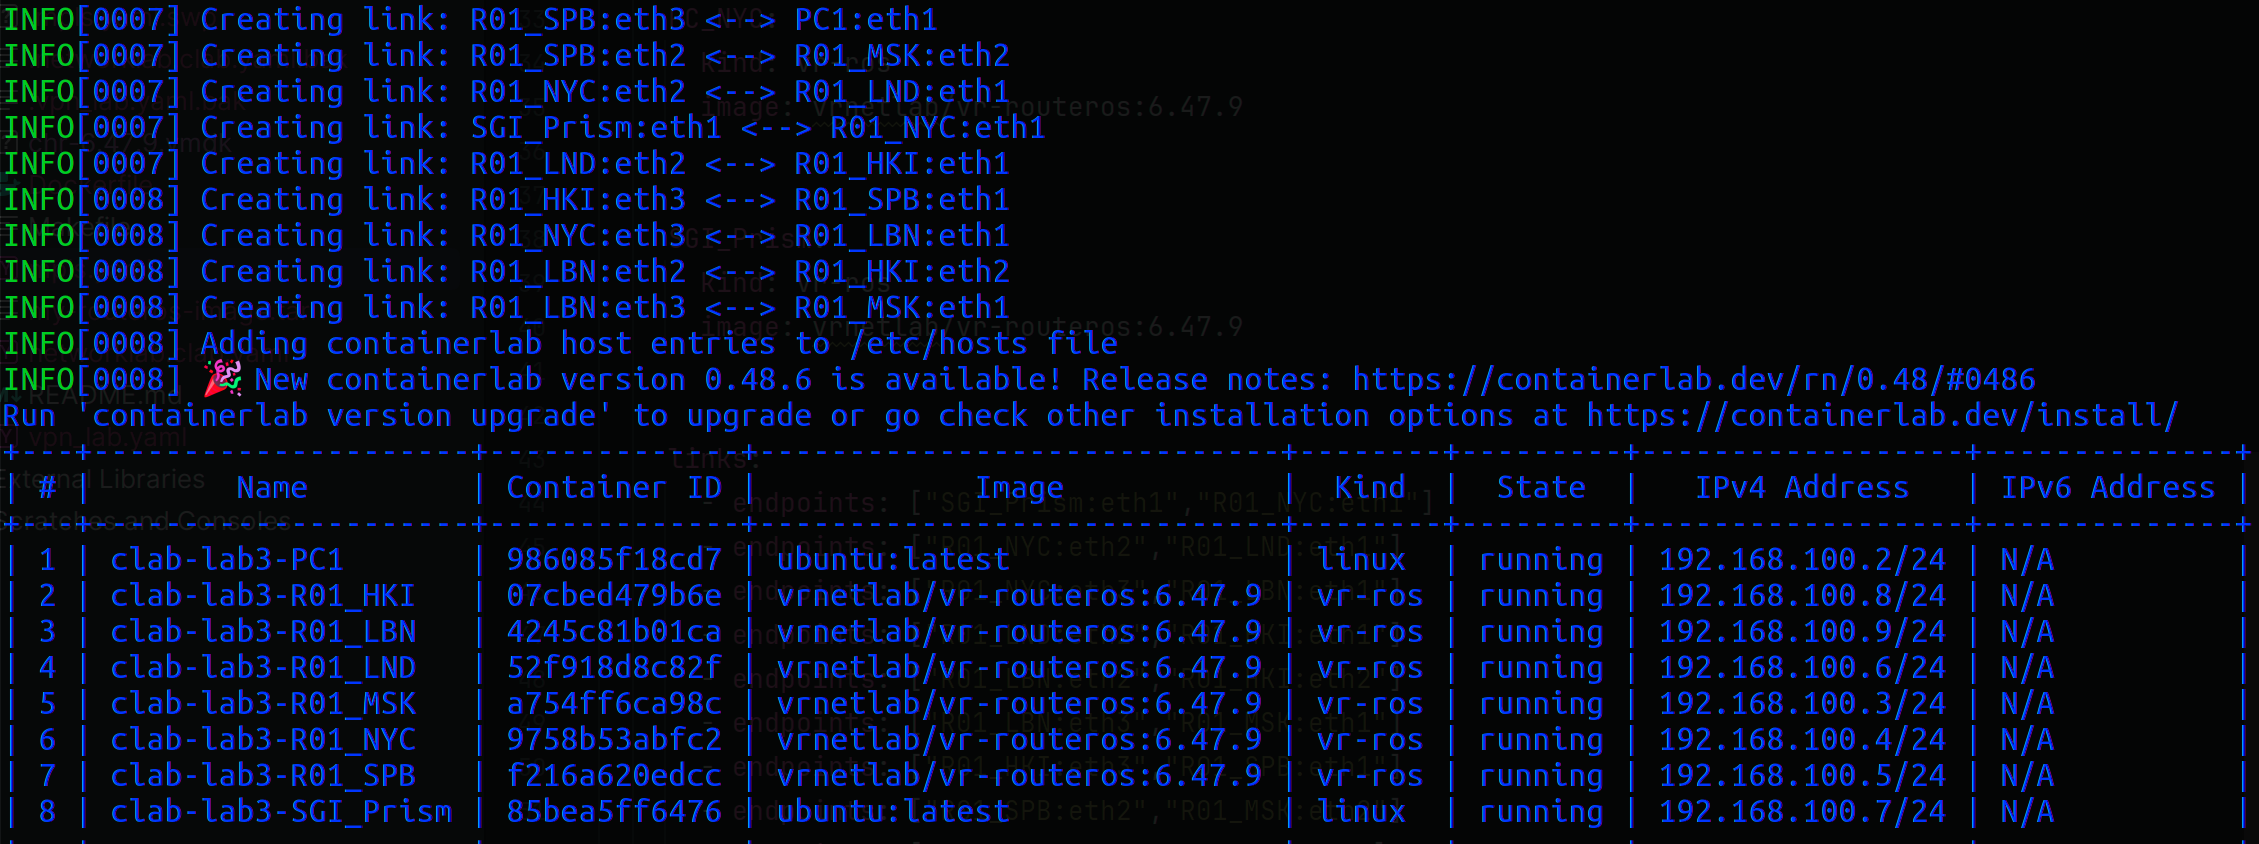 INFO[0007] Creating link: R01_SPB:eth3 <--> PC1:eth1
INFO[0007] Creating link: R01_SPB:eth2 <--> R01_MSK:eth2
INFO[0007] Creating link: R01_NYC:eth2 <--> R01_LND:eth1
INFO[0007] Creating link: SGI_Prism:eth1 <--> R01_NYC:eth1
INFO[0007] Creating link: R01_LND:eth2 <--> R01_HKI:eth1
INFO[0008] Creating link: R01_HKI:eth3 <--> R01_SPB:eth1
INFO[0008] Creating link: R01_NYC:eth3 <--> R01_LBN:eth1
INFO[0008] Creating link: R01_LBN:eth2 <--> R01_HKI:eth2
INFO[0008] Creating link: R01_LBN:eth3 <--> R01_MSK:eth1
INFO[0008] Adding containerlab host entries to /etc/hosts file
INFO[0008] 🎉 New containerlab version 0.48.6 is available! Release notes: https://containerlab.dev/rn/0.48/#0486
Run 'containerlab version upgrade' to upgrade or go check other installation options at https://containerlab.dev/install/
| # | Name | Container ID | Image | Kind | State | IPv4 Address | IPv6 Address |
| 1 | clab-lab3-PC1 | 986085f18cd7 | ubuntu:latest | linux | running | 192.168.100.2/24 | N/A |
| 2 | clab-lab3-R01_HKI | 07cbed479b6e | vrnetlab/vr-routeros:6.47.9 | vr-ros | running | 192.168.100.8/24 | N/A |
| 3 | clab-lab3-R01_LBN | 4245c81b01ca | vrnetlab/vr-routeros:6.47.9 | vr-ros | running | 192.168.100.9/24 | N/A |
| 4 | clab-lab3-R01_LND | 52f918d8c82f | vrnetlab/vr-routeros:6.47.9 | vr-ros | running | 192.168.100.6/24 | N/A |
| 5 | clab-lab3-R01_MSK | a754ff6ca98c | vrnetlab/vr-routeros:6.47.9 | vr-ros | running | 192.168.100.3/24 | N/A |
| 6 | clab-lab3-R01_NYC | 9758b53abfc2 | vrnetlab/vr-routeros:6.47.9 | vr-ros | running | 192.168.100.4/24 | N/A |
| 7 | clab-lab3-R01_SPB | f216a620edcc | vrnetlab/vr-routeros:6.47.9 | vr-ros | running | 192.168.100.5/24 | N/A |
| 8 | clab-lab3-SGI_Prism | 85bea5ff6476 | ubuntu:latest | linux | running | 192.168.100.7/24 | N/A |